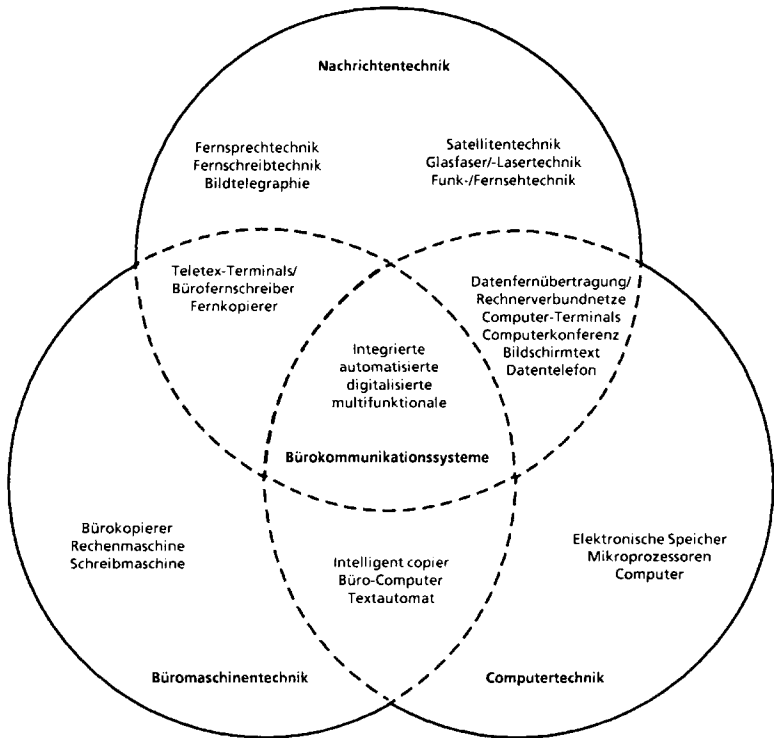 Nachrichtentechnik
Fernsprechtechnik
Fernschreibtechnik
Bildtelegraphie
Satellitentechnik
Glasfaser/-Lasertechnik
Funk-/Fernsehtechnik
Teletex-Terminals/
Bürofernschreiber
Fernkopierer
Datenfernübertragung/
Rechnerverbundnetze
Computer-Terminals
Computerkonferenz
Bildschirmtext
Datentelefon
Integrierte
automatisierte
digitalisierte
multifunktionale
Bürokommunikationssysteme
Bürokopierer
Rechenmaschine
Schreibmaschine
Intelligent copier
Büro-Computer
Textautomat
Elektronische Speicher
Mikroprozessoren
Computer
Büromaschinentechnik
Computertechnik